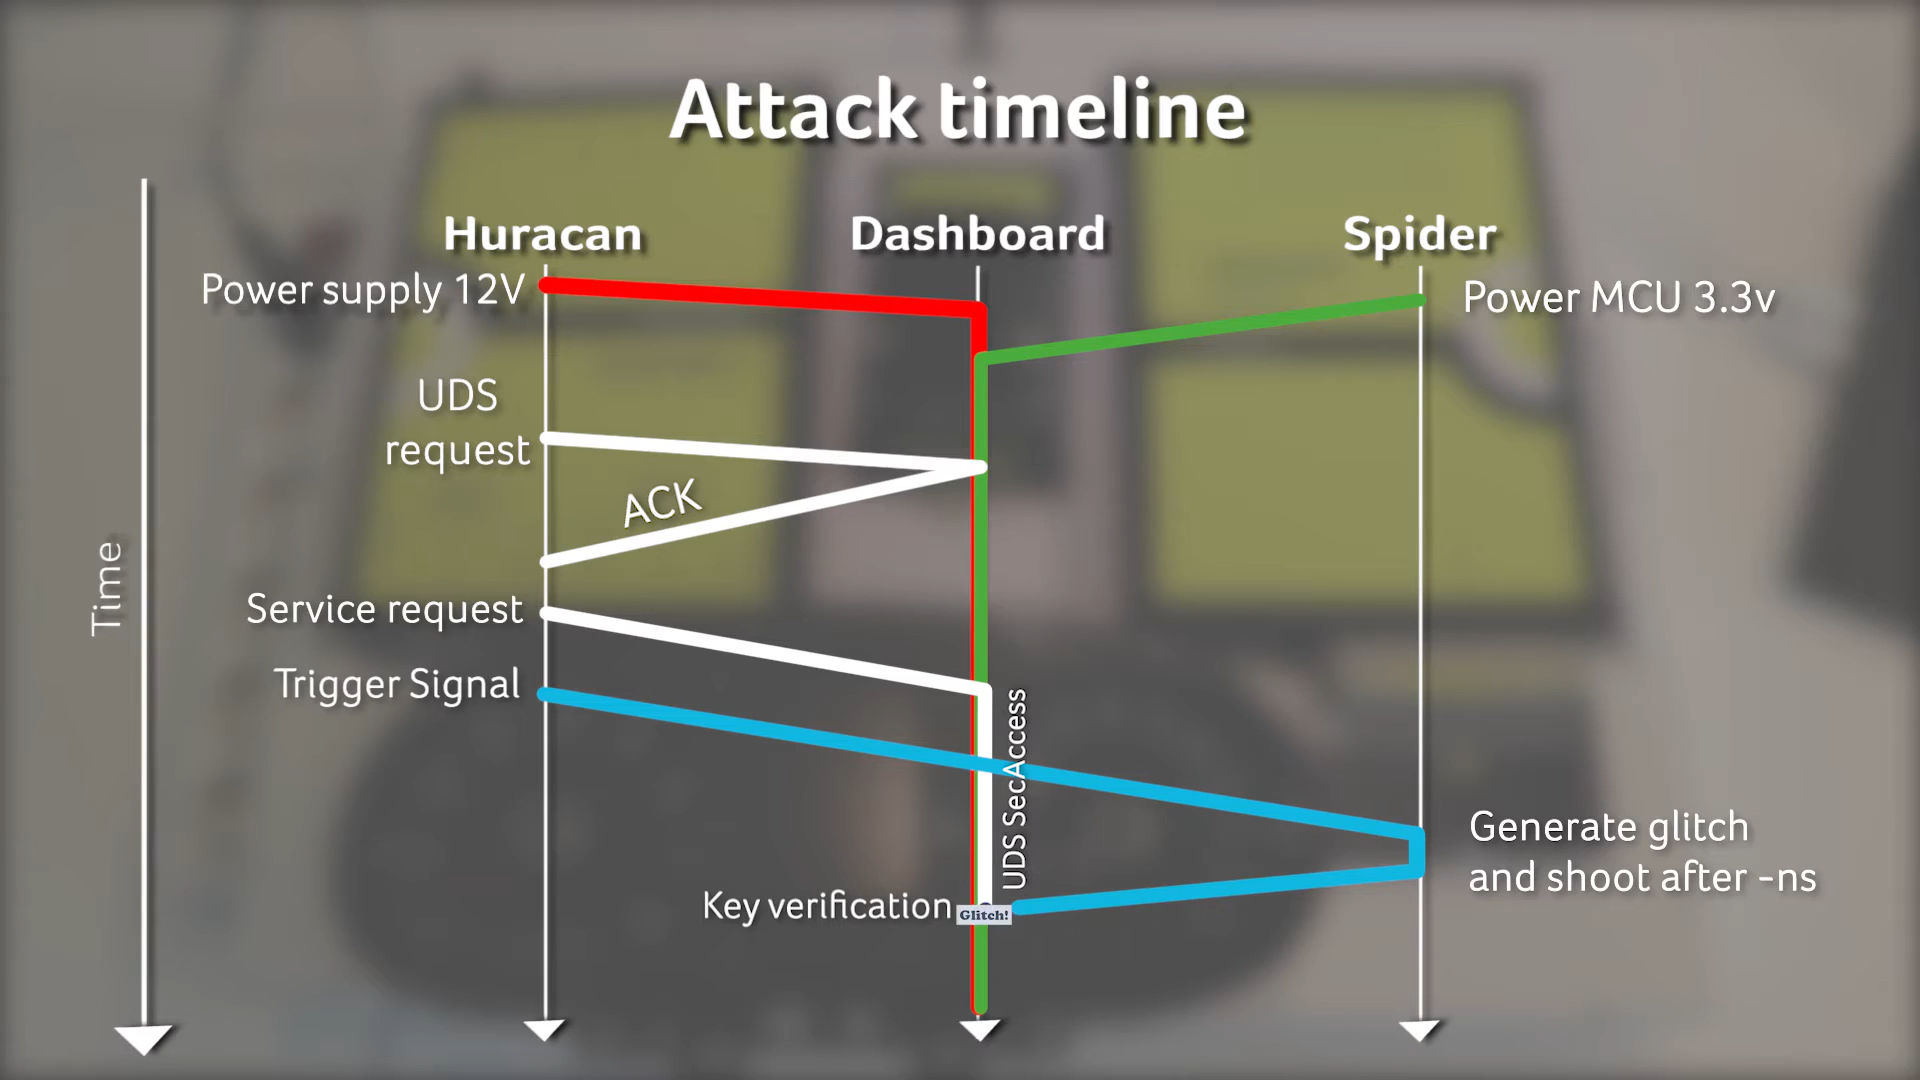 Attack timeline
Huracan
Dashboard
Spider
Power supply 12V
Power MCU 3.3v
UDS
request
ACK
Time
Service request
Trigger Signal
UDS SecAccess
Generate glitch
and shoot after -ns
Key verification
Glitch!